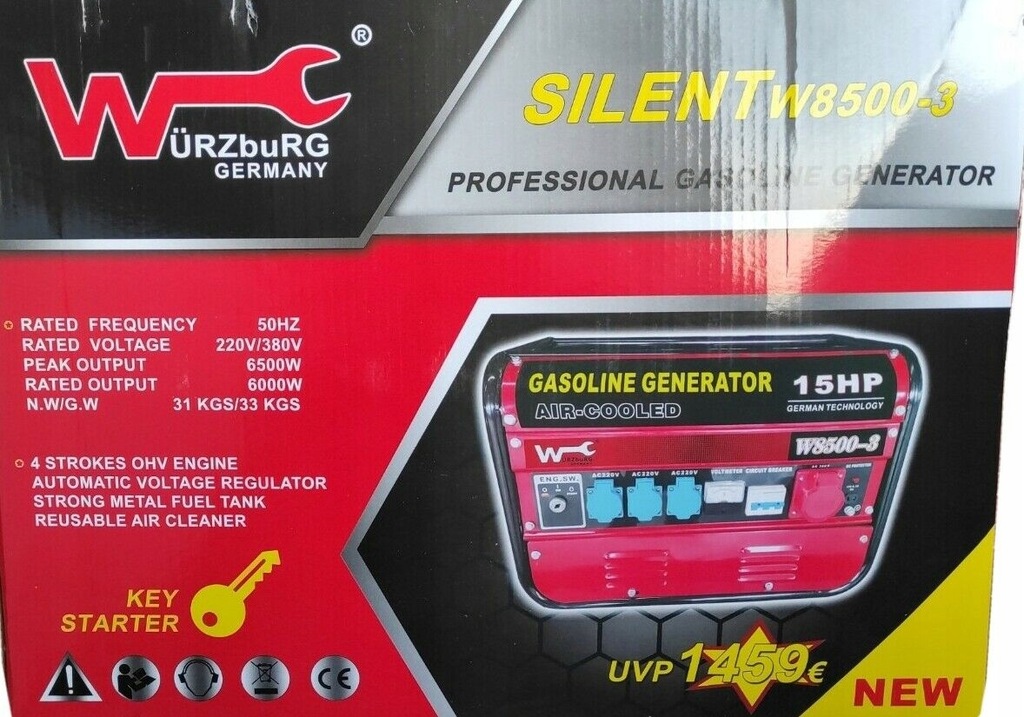 WÜRZbuRG ®
GERMANY
SILENT W8500-3
PROFESSIONAL GASOLINE GENERATOR
RATED FREQUENCY 50HZ
RATED VOLTAGE 220V/380V
PEAK OUTPUT 6500W
RATED OUTPUT 6000W
N.W/G.W 31 KGS/33 KGS
4 STROKES OHV ENGINE
AUTOMATIC VOLTAGE REGULATOR
STRONG METAL FUEL TANK
REUSABLE AIR CLEANER
KEY
STARTER
CE
GASOLINE GENERATOR
AIR-COOLED
15HP
GERMAN TECHNOLOGY
WÜRZbuRG
W8500-3
ENG.SW.
AC220V AC220V AC220V VOLTMETER CIRCUIT BREAKER
UVP 1459€
NEW